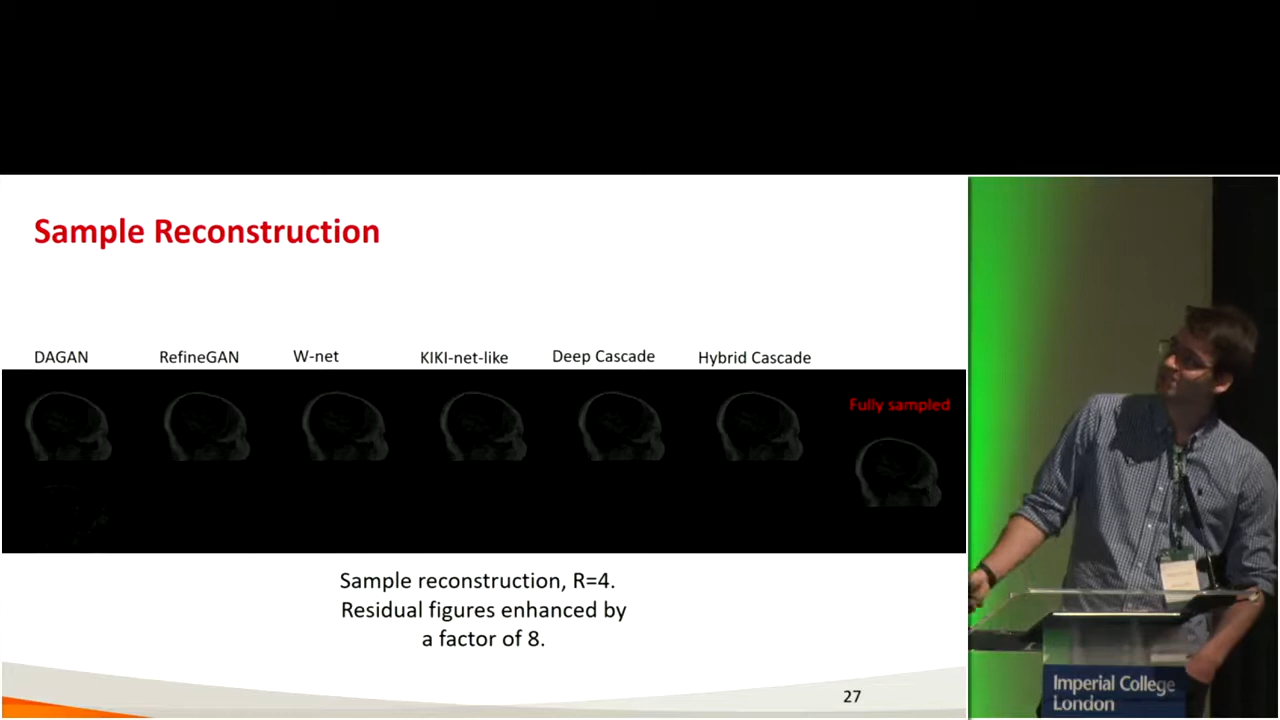 Sample Reconstruction
DAGAN RefineGAN W-net KIKI-net-like Deep Cascade Hybrid Cascade
Fully sampled
Sample reconstruction, R=4.
Residual figures enhanced by
a factor of 8.
27
Imperial College
London